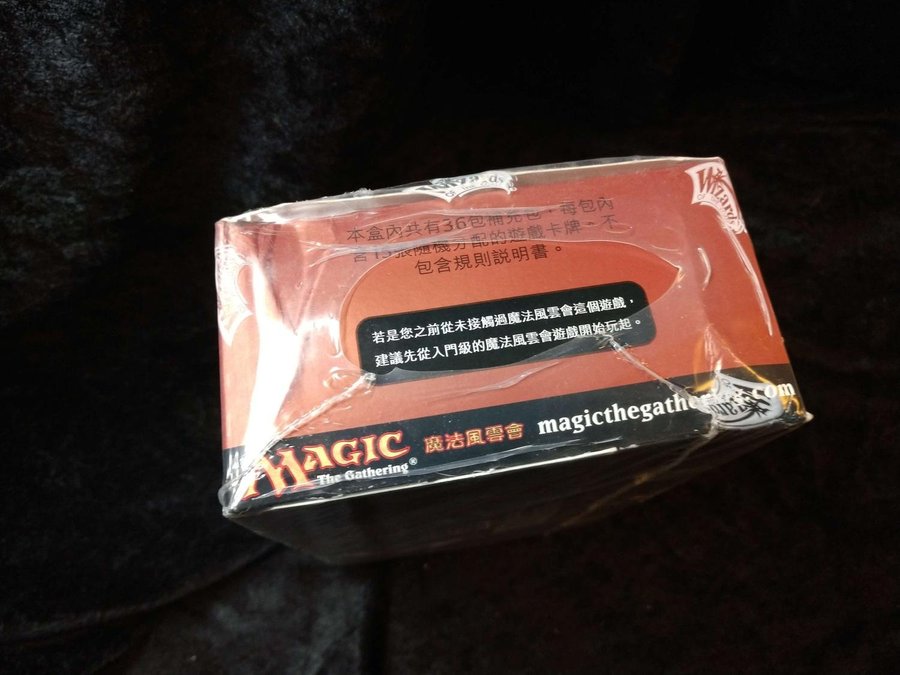 Wizards
Wizards
本盒內共有36包補充包，每包內
含15張隨機分配的遊戲卡牌。不
包含規則說明書。
若是您之前從未接觸過魔法風雲會這個遊戲，
建議先從入門級的魔法風雲會遊戲開始玩起。
MAGIC
The Gathering®
魔法風雲會
magicthegathering.com